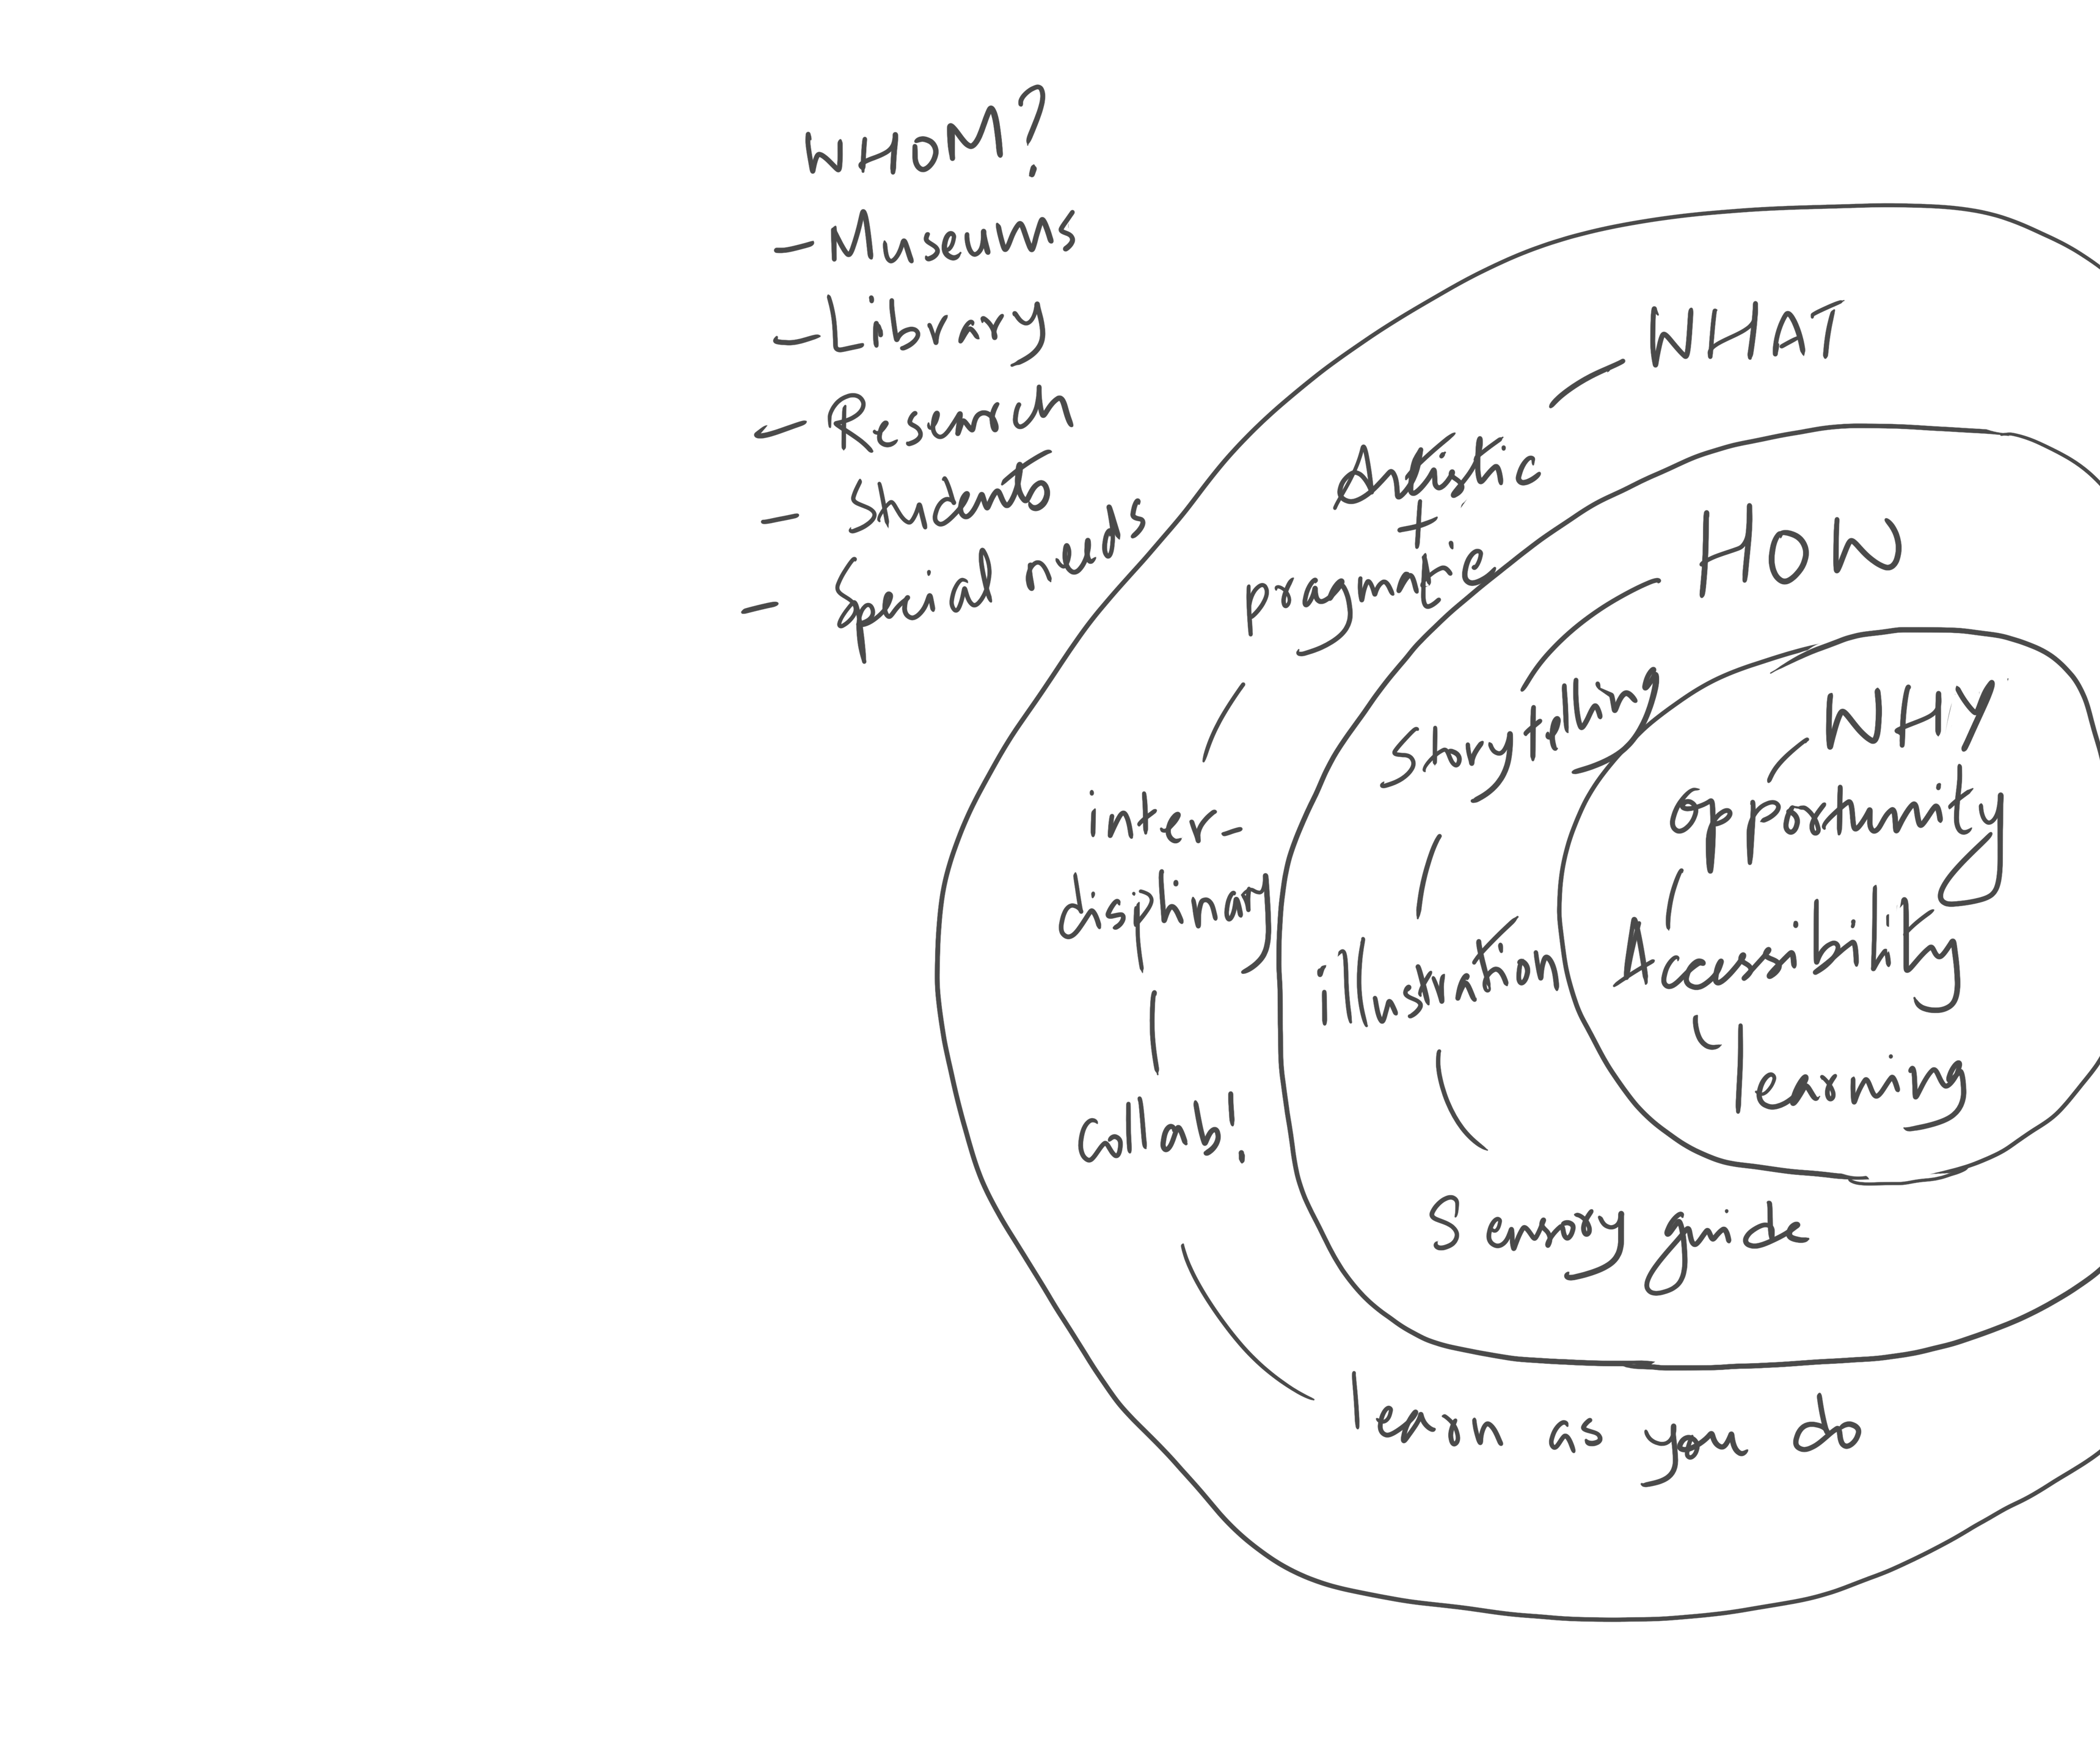 WHOM?
- Museums
- Library
- Research
- Students
- Special needs
WHAT
Artistic
+
pragmatic
inter-
disiplinary
collab!
learn as you do
HOW
Storytelling
illustration
Sensory guide
WHY
opportunity
Accessibility
learning